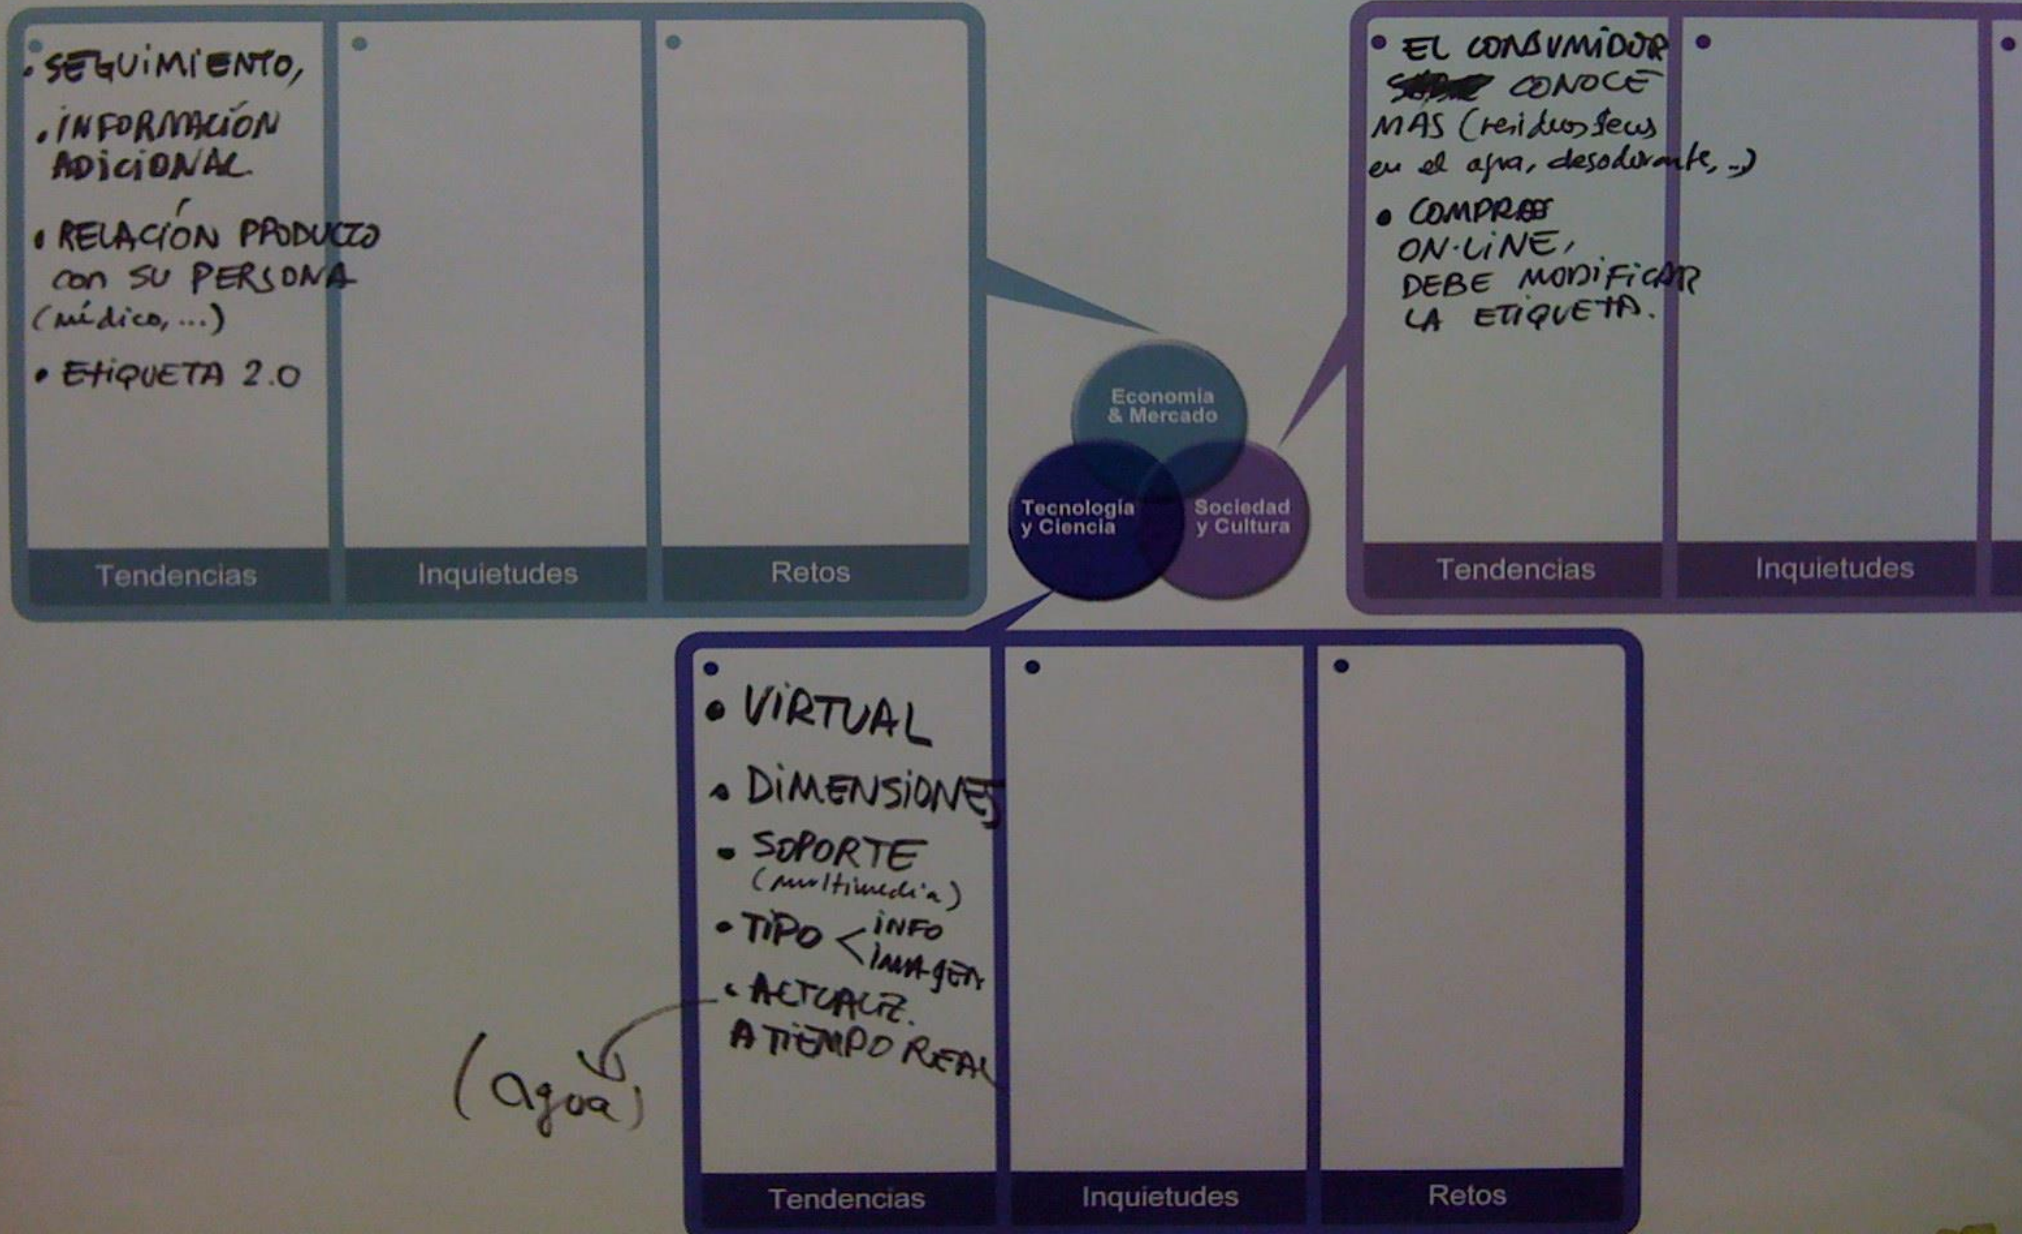 • SEGUIMIENTO,
• INFORMACIÓN
ADICIONAL.
• RELACIÓN PRODUCTO
con SU PERSONA
(médico, ...)
• ETIQUETA 2.0
Tendencias
Inquietudes
Retos
Economía
& Mercado
Tecnología
y Ciencia
Sociedad
y Cultura
• EL CONSUMIDOR
CONOCE
MAS (residuos
en el agua, desodorante, ...)
• COMPRAS
ON-LINE,
DEBE MODIFICAR
LA ETIQUETA.
Tendencias
Inquietudes
• VIRTUAL
• DIMENSIONES
• SOPORTE
(multimedia)
• TIPO < INFO
IMAGEN
• ACTUALIZ.
A TIEMPO REAL
(agua)
Tendencias
Inquietudes
Retos